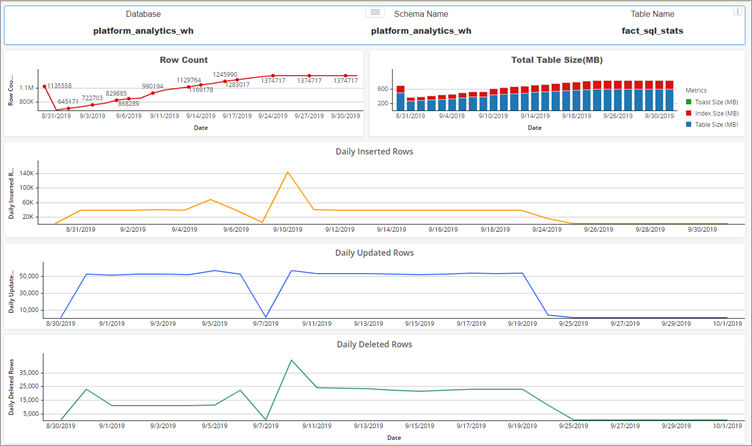 Database Schema Name Table Name
platform_analytics_wh platform_analytics_wh fact_sql_stats
Row Count
Row Cou...
1.1M
800K
1135558 645171 722703 829885 868289 990194 1129764 1169178 1245990 1283017 1374717 1374717 1374717
8/31/2019 9/3/2019 9/6/2019 9/11/2019 9/14/2019 9/17/2019 9/24/2019 9/27/2019 9/30/2019
Date
Total Table Size(MB)
600
200
8/31/2019 9/4/2019 9/10/2019 9/14/2019 9/18/2019 9/26/2019 9/30/2019
Date
Metrics
Toast Size (MB)
Index Size (MB)
Table Size (MB)
Daily Inserted Rows
Daily Inserted R...
140K
100K
60K
20K
8/31/2019 9/2/2019 9/4/2019 9/6/2019 9/10/2019 9/12/2019 9/14/2019 9/16/2019 9/18/2019 9/24/2019 9/26/2019 9/28/2019 9/30/2019
Daily Updated Rows
Daily Update...
50,000
30,000
10,000
8/30/2019 9/1/2019 9/3/2019 9/5/2019 9/7/2019 9/11/2019 9/13/2019 9/15/2019 9/17/2019 9/19/2019 9/25/2019 9/27/2019 9/29/2019 10/1/2019
Daily Deleted Rows
Daily Deleted Rows
35,000
25,000
15,000
5,000
8/30/2019 9/1/2019 9/3/2019 9/5/2019 9/7/2019 9/11/2019 9/13/2019 9/15/2019 9/17/2019 9/19/2019 9/25/2019 9/27/2019 9/29/2019 10/1/2019
Date